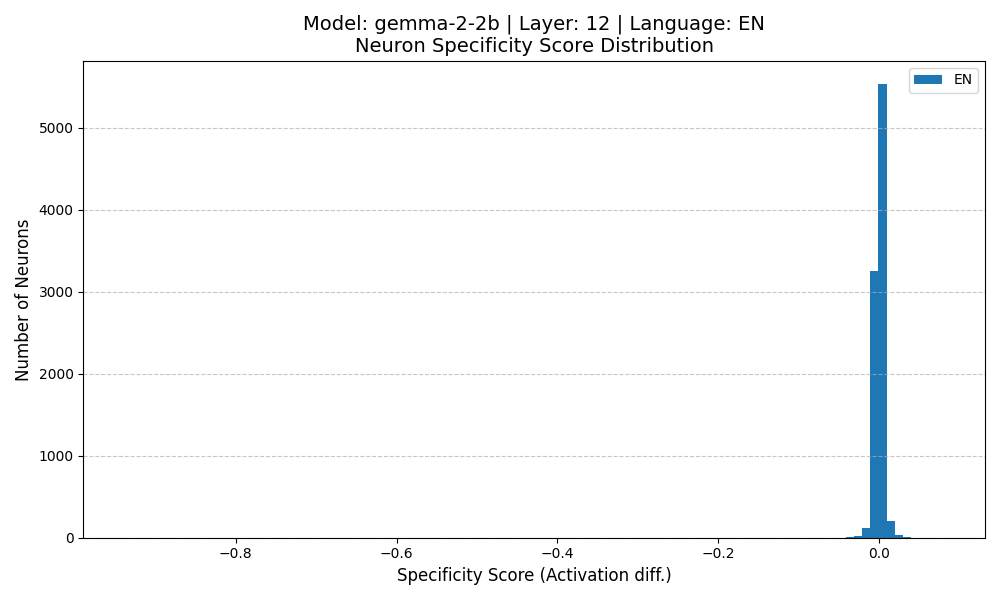 Model: gemma-2-2b | Layer: 12 | Language: EN
Neuron Specificity Score Distribution
EN
5000
4000
3000
2000
1000
0
Number of Neurons
−0.8 −0.6 −0.4 −0.2 0.0
Specificity Score (Activation diff.)